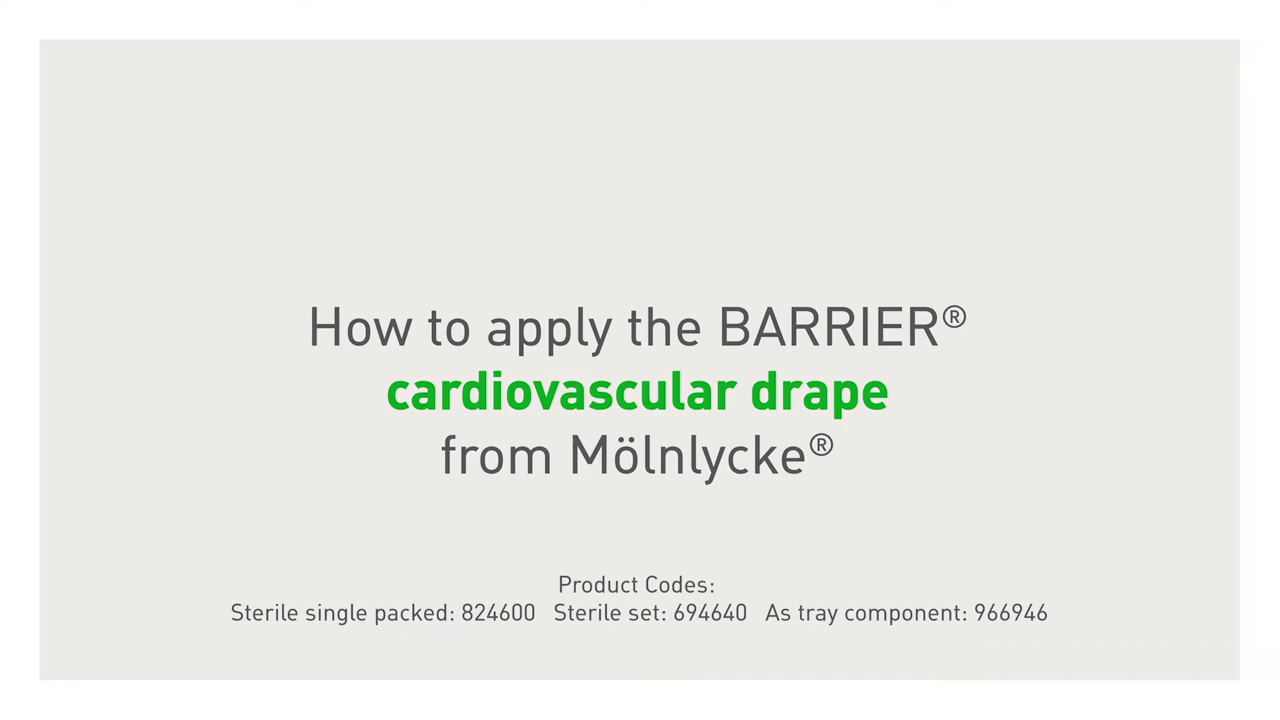 How to apply the BARRIER®
cardiovascular drape
from Mölnlycke®
Product Codes:
Sterile single packed: 824600 Sterile set: 694640 As tray component: 966946